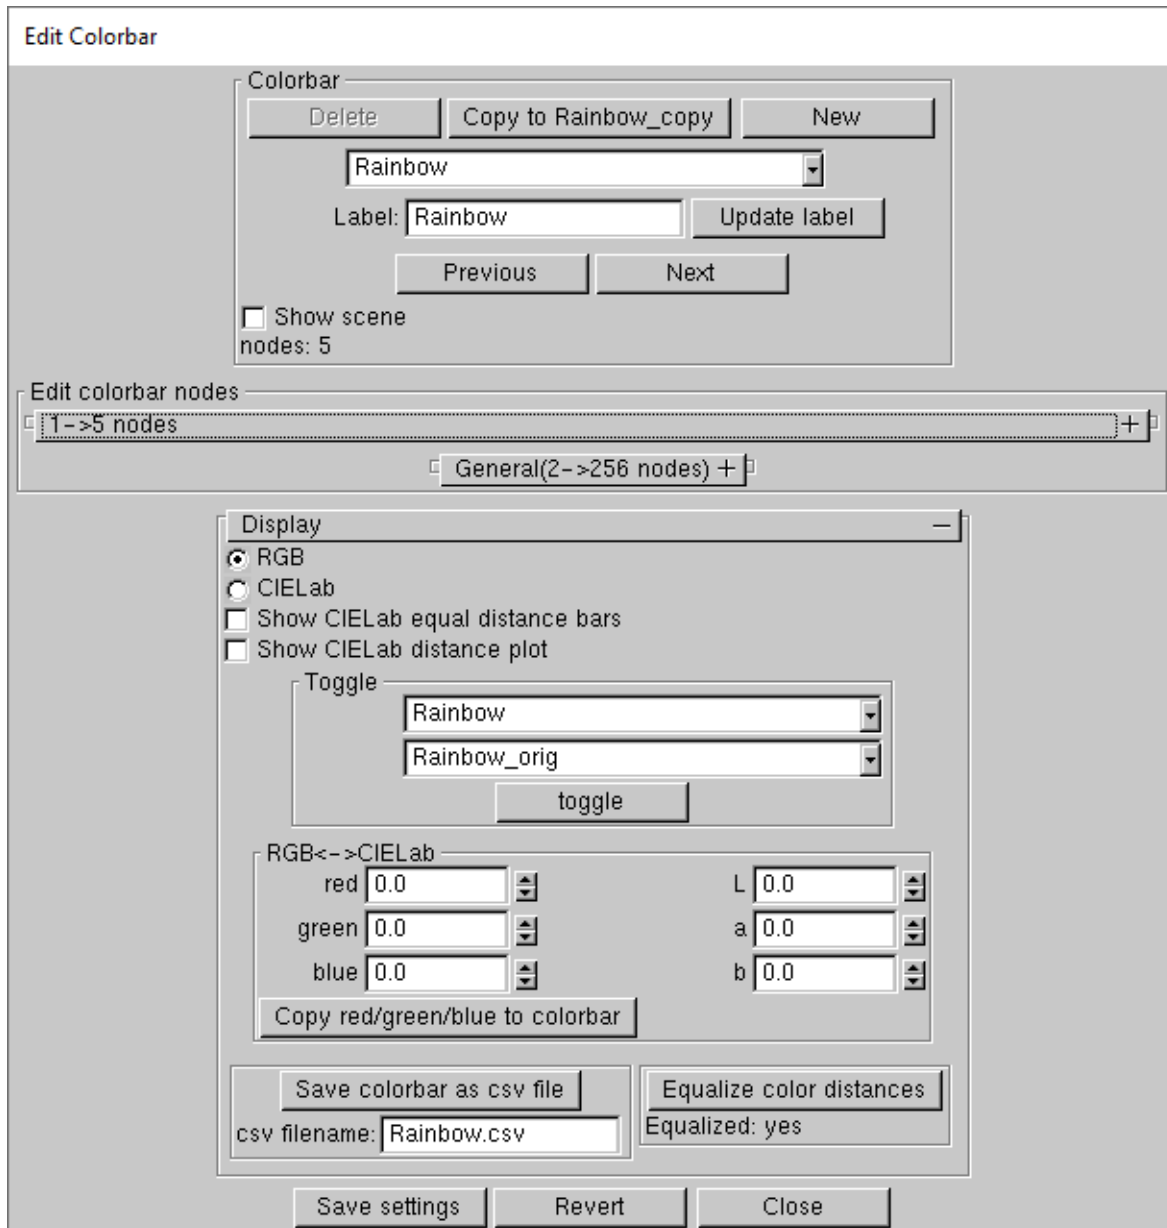 Edit Colorbar
Colorbar
Delete Copy to Rainbow_copy New
Rainbow
Label: Rainbow Update label
Previous Next
Show scene
nodes: 5
Edit colorbar nodes
1->5 nodes +
General(2->256 nodes) +
Display −
RGB
CIELab
Show CIELab equal distance bars
Show CIELab distance plot
Toggle
Rainbow
Rainbow_orig
toggle
RGB<->CIELab
red 0.0 L 0.0
green 0.0 a 0.0
blue 0.0 b 0.0
Copy red/green/blue to colorbar
Save colorbar as csv file Equalize color distances
csv filename: Rainbow.csv Equalized: yes
Save settings Revert Close